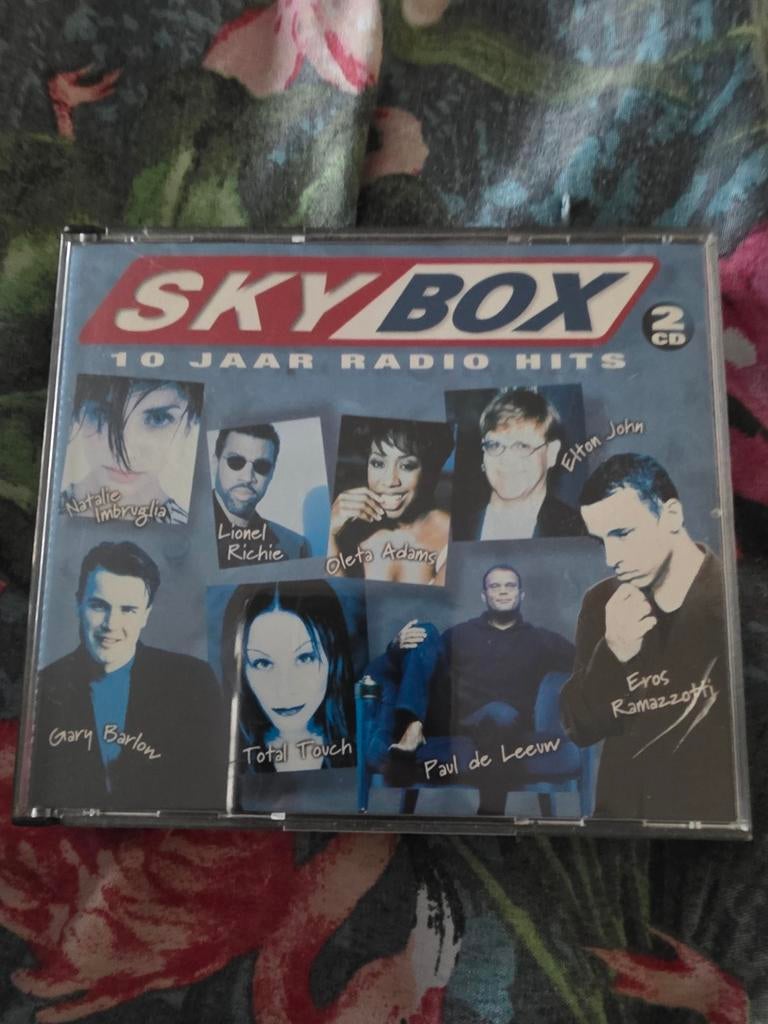 SKY BOX
2
CD
10 JAAR RADIO HITS
Natalie
Imbruglia
Lionel
Richie
Oleta Adams
Elton John
Gary Barlow
Total Touch
Paul de Leeuw
Eros
Ramazzotti